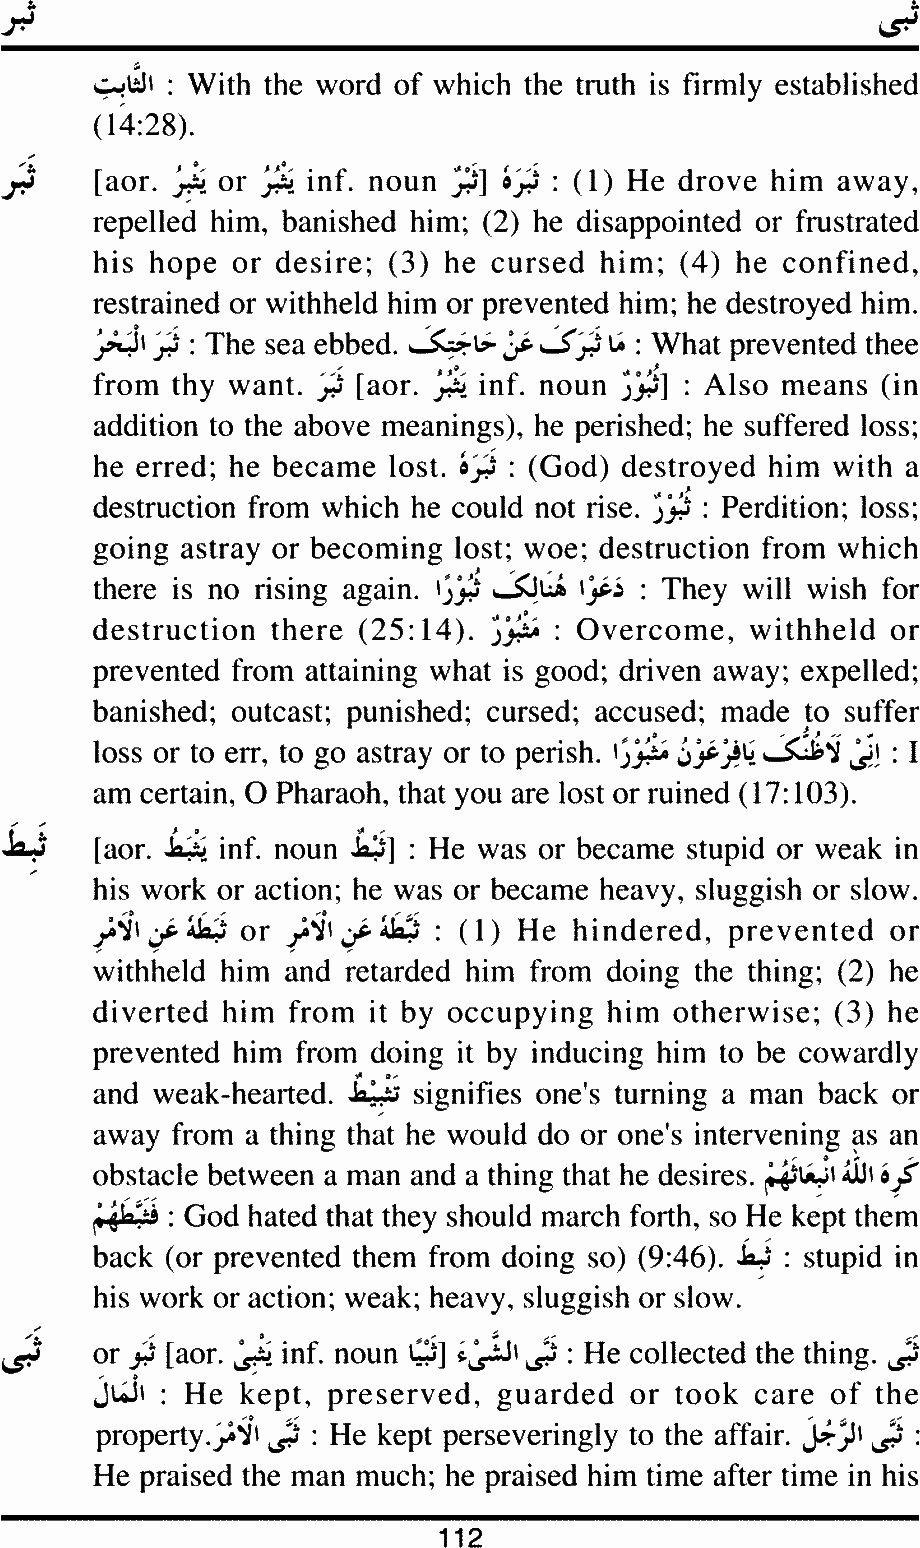 ثبر ثبی
الثَّابِتِ : With the word of which the truth is firmly established
(14:28).
ثَبَر [aor. يَثْبِرُ or يَثْبُرُ inf. noun ثَبْرٌ] ثَبَرَهُ : (1) He drove him away,
repelled him, banished him; (2) he disappointed or frustrated
his hope or desire; (3) he cursed him; (4) he confined,
restrained or withheld him or prevented him; he destroyed him.
ثَبَرَ الْبَحْرُ : The sea ebbed. مَا ثَبَرَکَ عَنْ حَاجَتِکَ : What prevented thee
from thy want. ثَبَرَ [aor. يَثْبُرُ inf. noun ثُبُوْرٌ] : Also means (in
addition to the above meanings), he perished; he suffered loss;
he erred; he became lost. ثَبَرَهُ : (God) destroyed him with a
destruction from which he could not rise. ثُبُوْرٌ : Perdition; loss;
going astray or becoming lost; woe; destruction from which
there is no rising again. دَعَوْا هُنَالِکَ ثُبُوْرًا : They will wish for
destruction there (25:14). مَثْبُوْرٌ : Overcome, withheld or
prevented from attaining what is good; driven away; expelled;
banished; outcast; punished; cursed; accused; made to suffer
loss or to err, to go astray or to perish. اِنِّیْ لَاَظُنُّکَ یَافِرْعَوْنُ مَثْبُوْرًا : I
am certain, O Pharaoh, that you are lost or ruined (17:103).
ثَبِطَ [aor. يَثْبَطُ inf. noun ثَبْطٌ] : He was or became stupid or weak in
his work or action; he was or became heavy, sluggish or slow.
ثَبَطَهُ عَنِ الْاَمْرِ or ثَبَّطَهُ عَنِ الْاَمْرِ : (1) He hindered, prevented or
withheld him and retarded him from doing the thing; (2) he
diverted him from it by occupying him otherwise; (3) he
prevented him from doing it by inducing him to be cowardly
and weak-hearted. تَثْبِيْطٌ signifies one's turning a man back or
away from a thing that he would do or one's intervening as an
obstacle between a man and a thing that he desires. کَرِهَ اللّٰهُ انْبِعَاثَهُمْ
فَثَبَّطَهُمْ : God hated that they should march forth, so He kept them
back (or prevented them from doing so) (9:46). ثَبِطَ : stupid in
his work or action; weak; heavy, sluggish or slow.
ثَبَی or ثَبَوَ [aor. يَثْبِیْ inf. noun ثَبْيًا] ثَبَّی الشَّیْءَ : He collected the thing. ثَبَّی
الْمَالَ : He kept, preserved, guarded or took care of the
property. ثَبَّی الْاَمْرَ : He kept perseveringly to the affair. ثَبَّی الرَّجُلَ :
He praised the man much; he praised him time after time in his
112